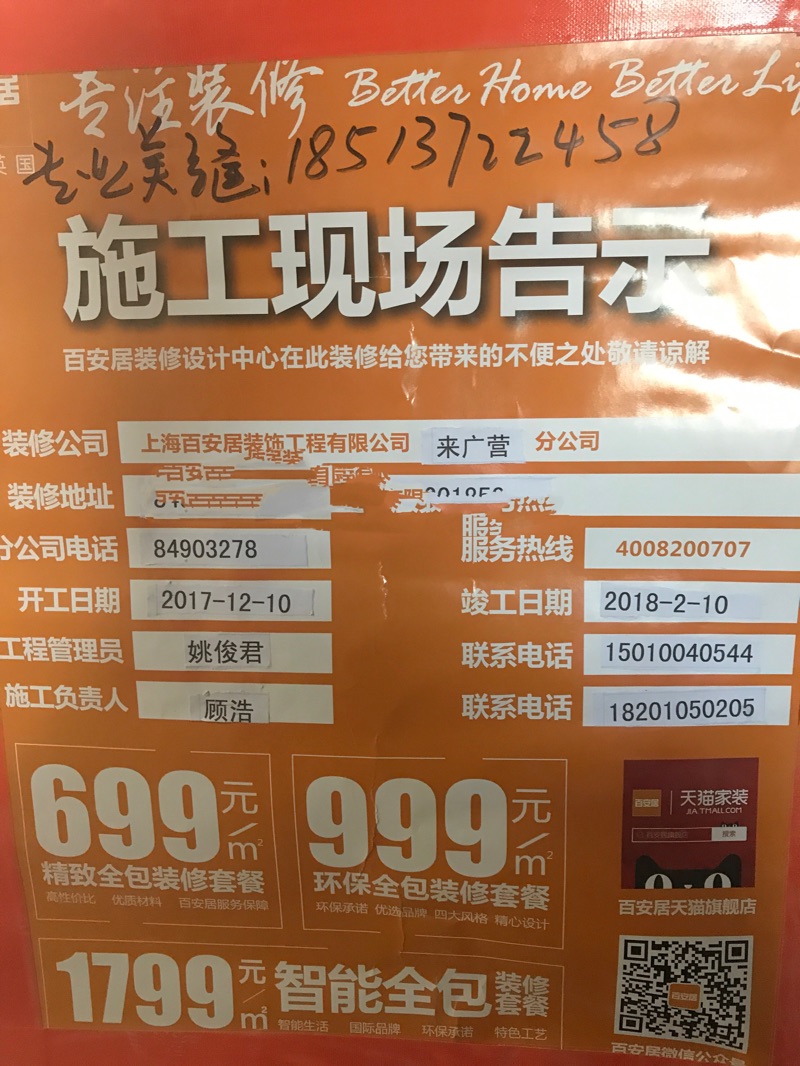 居 专注装修 Better Home Better Li
英国
专业美缝:18513722458
施工现场告示
百安居装修设计中心在此装修给您带来的不便之处敬请谅解
装修公司 上海百安居装饰工程有限公司 来广营 分公司
装修地址
分公司电话 84903278 服务热线 4008200707
开工日期 2017-12-10 竣工日期 2018-2-10
工程管理员 姚俊君 联系电话 15010040544
施工负责人 顾浩 联系电话 18201050205
699元/㎡
精致全包装修套餐
高性价比 优质材料 百安居服务保障
999元/㎡
环保全包装修套餐
环保承诺 优选品牌 四大风格 精心设计
百安居 天猫家装
JIA.TMALL.COM
搜索
百安居天猫旗舰店
1799元/㎡ 智能全包 装修套餐
智能生活 国际品牌 环保承诺 特色工艺
百安居
百安居微信公众